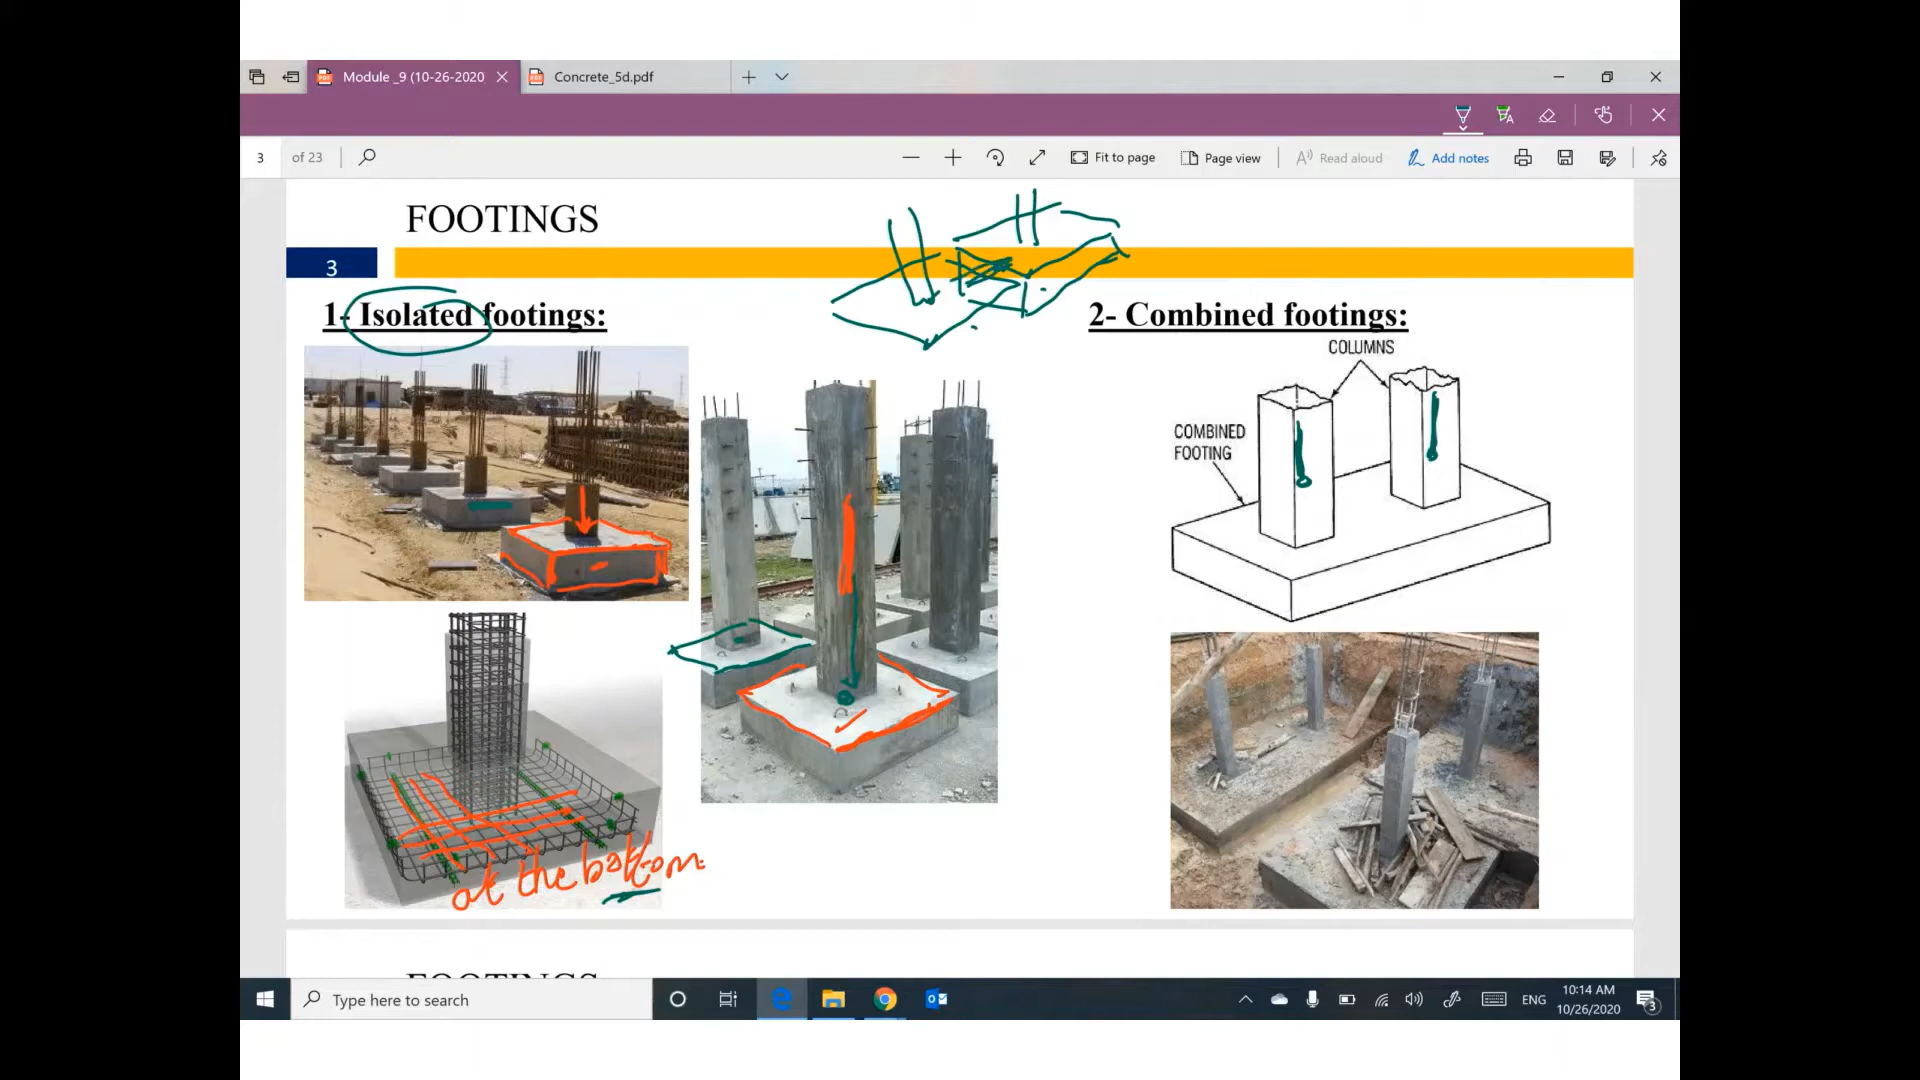 Module _9 (10-26-2020
Concrete_5d.pdf
3 of 23
Fit to page
Page view
Read aloud
Add notes
FOOTINGS
3
1- Isolated footings:
2- Combined footings:
COLUMNS
COMBINED
FOOTING
at the bottom
FOOTINGS
Type here to search
ENG
10:14 AM
10/26/2020
3